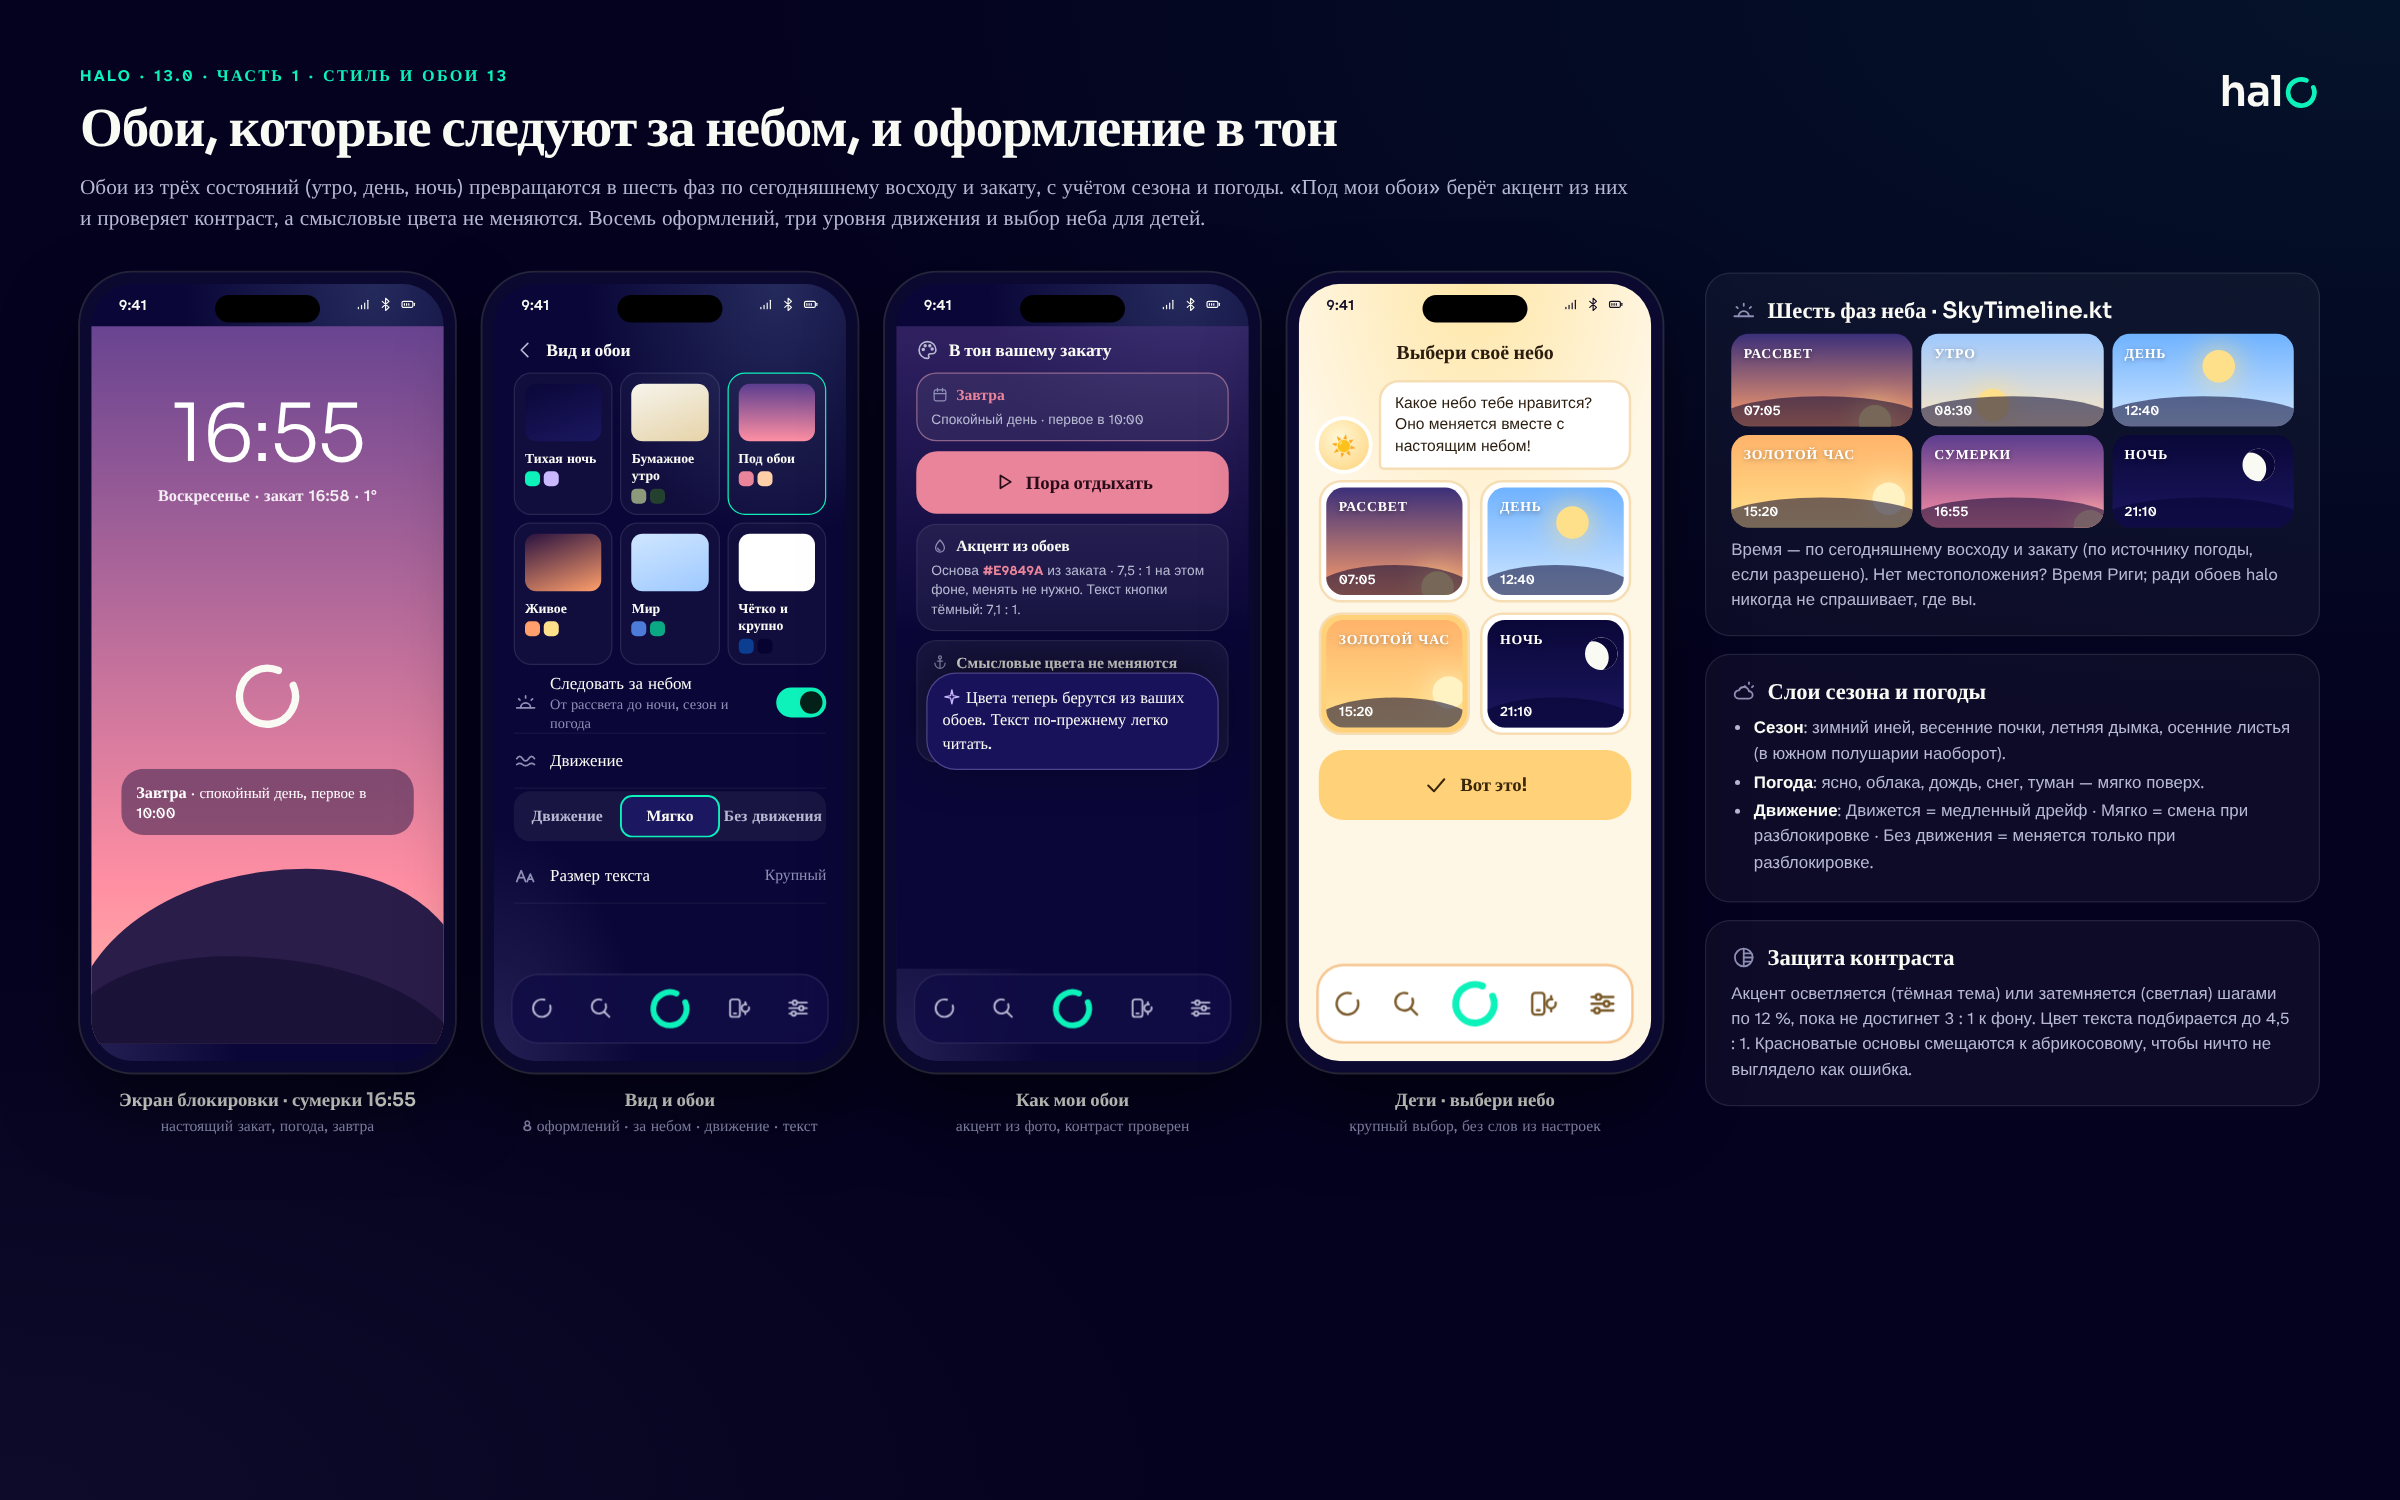 HALO · 13.0 · ЧАСТЬ 1 · СТИЛЬ И ОБОИ 13
halo
Обои, которые следуют за небом, и оформление в тон
Обои из трёх состояний (утро, день, ночь) превращаются в шесть фаз по сегодняшнему восходу и закату, с учётом сезона и погоды. «Под мои обои» берёт акцент из них
и проверяет контраст, а смысловые цвета не меняются. Восемь оформлений, три уровня движения и выбор неба для детей.
9:41
16:55
Воскресенье · закат 16:58 · 1°
Завтра · спокойный день, первое в
10:00
Экран блокировки · сумерки 16:55
настоящий закат, погода, завтра
9:41
Вид и обои
Тихая ночь
Бумажное
утро
Под обои
Живое
Мир
Чётко и
крупно
Следовать за небом
От рассвета до ночи, сезон и
погода
Движение
Движение
Мягко
Без движения
Размер текста
Крупный
Вид и обои
8 оформлений · за небом · движение · текст
9:41
В тон вашему закату
Завтра
Спокойный день · первое в 10:00
Пора отдыхать
Акцент из обоев
Основа #E9849A из заката · 7,5 : 1 на этом
фоне, менять не нужно. Текст кнопки
тёмный: 7,1 : 1.
Смысловые цвета не меняются
Цвета теперь берутся из ваших
обоев. Текст по-прежнему легко
читать.
Как мои обои
акцент из фото, контраст проверен
9:41
Выбери своё небо
Какое небо тебе нравится?
Оно меняется вместе с
настоящим небом!
РАССВЕТ
07:05
ДЕНЬ
12:40
ЗОЛОТОЙ ЧАС
15:20
НОЧЬ
21:10
Вот это!
Дети · выбери небо
крупный выбор, без слов из настроек
Шесть фаз неба · SkyTimeline.kt
РАССВЕТ
07:05
УТРО
08:30
ДЕНЬ
12:40
ЗОЛОТОЙ ЧАС
15:20
СУМЕРКИ
16:55
НОЧЬ
21:10
Время — по сегодняшнему восходу и закату (по источнику погоды,
если разрешено). Нет местоположения? Время Риги; ради обоев halo
никогда не спрашивает, где вы.
Слои сезона и погоды
• Сезон: зимний иней, весенние почки, летняя дымка, осенние листья
(в южном полушарии наоборот).
• Погода: ясно, облака, дождь, снег, туман — мягко поверх.
• Движение: Движется = медленный дрейф · Мягко = смена при
разблокировке · Без движения = меняется только при
разблокировке.
Защита контраста
Акцент осветляется (тёмная тема) или затемняется (светлая) шагами
по 12 %, пока не достигнет 3 : 1 к фону. Цвет текста подбирается до 4,5
: 1. Красноватые основы смещаются к абрикосовому, чтобы ничто не
выглядело как ошибка.